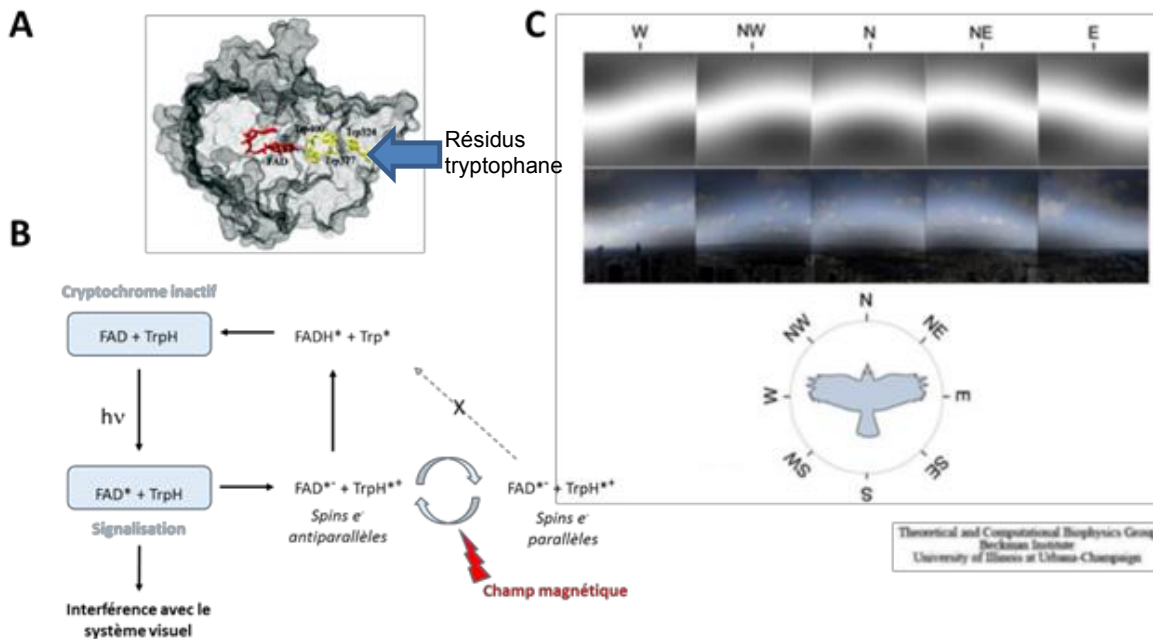 A
Trp400
Trp324
FAD
Trp377
Résidus
tryptophane
B
Cryptochrome inactif
FAD + TrpH
FADH* + Trp*
hν
X
FAD* + TrpH
FAD*- + TrpH*+
FAD*- + TrpH*+
Signalisation
Spins e-
antiparallèles
Spins e-
parallèles
Champ magnétique
Interférence avec le
système visuel
C
W NW N NE E
N
NW NE
W E
SW SE
S
Theoretical and Computational Biophysics Group
Beckman Institute
University of Illinois at Urbana-Champaign